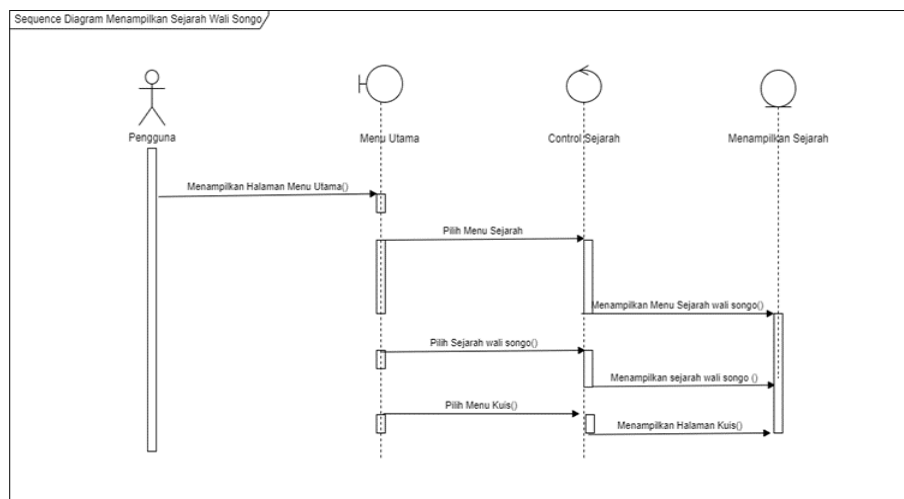 Sequence Diagram Menampilkan Sejarah Wali Songo
Pengguna
Menu Utama
Control Sejarah
Menampilkan Sejarah
Menampilkan Halaman Menu Utama()
Pilih Menu Sejarah
Menampilkan Menu Sejarah wali songo()
Pilih Sejarah wali songo()
Menampilkan sejarah wali songo ()
Pilih Menu Kuis()
Menampilkan Halaman Kuis()